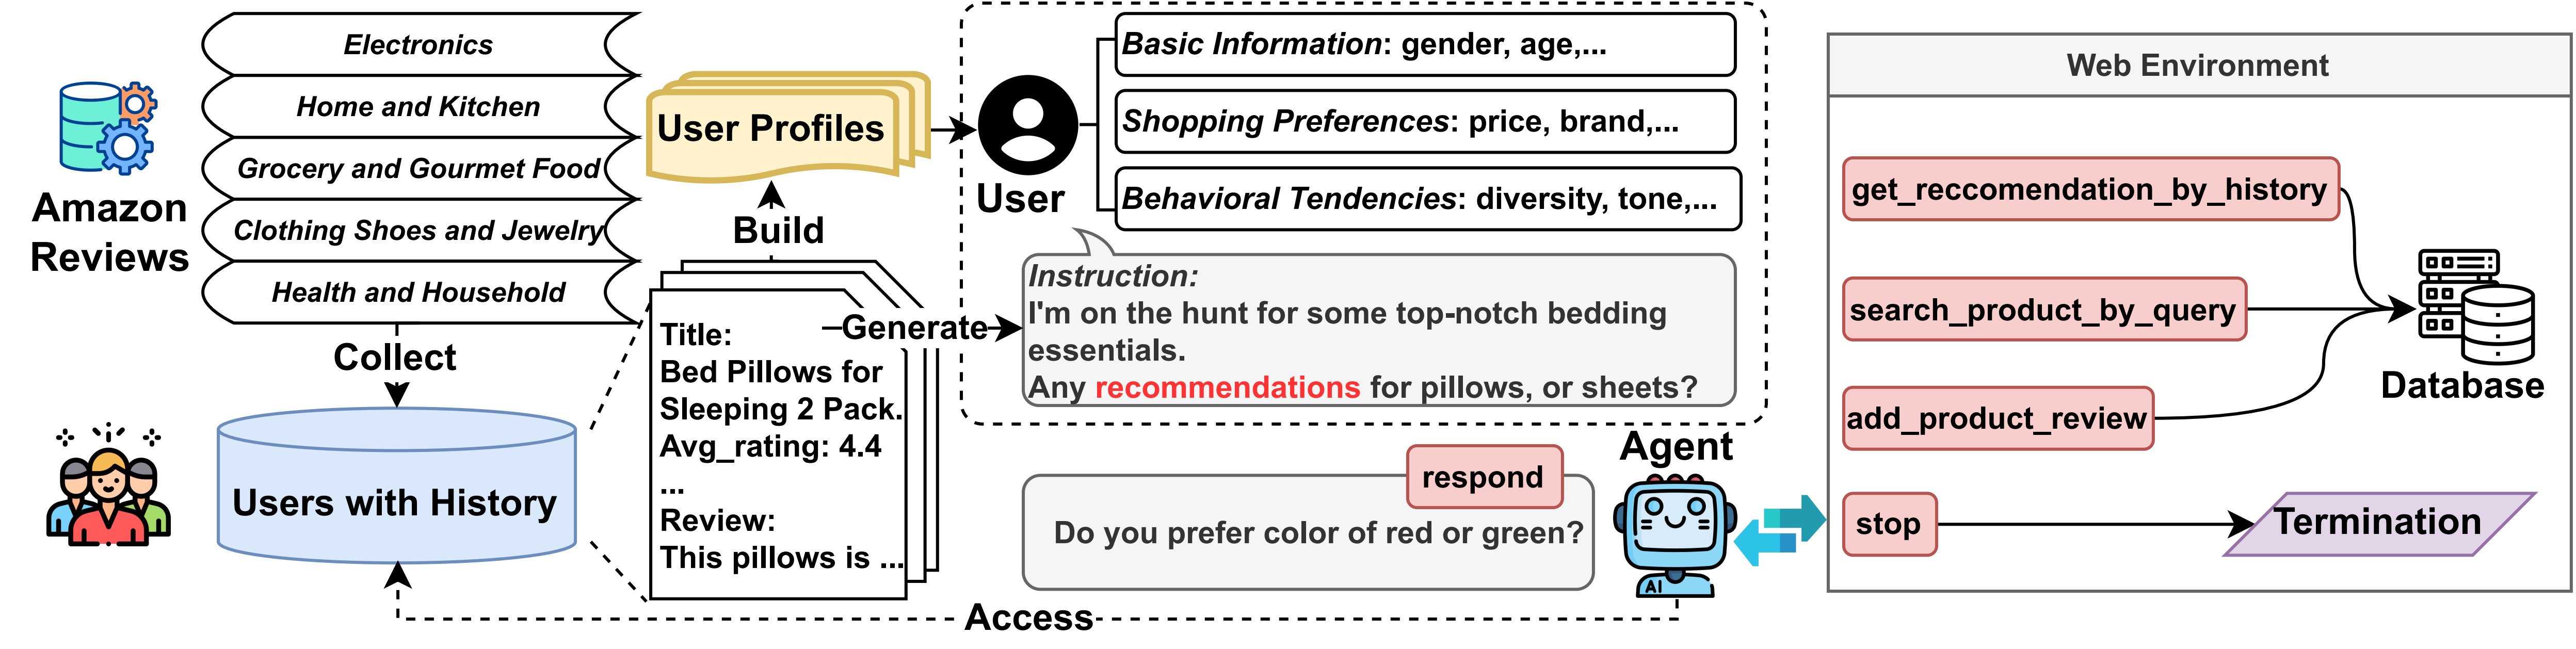 Amazon
Reviews
Electronics
Home and Kitchen
Grocery and Gourmet Food
Clothing Shoes and Jewelry
Health and Household
Collect
Users with History
User Profiles
Build
Title:
Bed Pillows for
Sleeping 2 Pack.
Avg_rating: 4.4
...
Review:
This pillows is ...
Generate
User
Basic Information: gender, age,...
Shopping Preferences: price, brand,...
Behavioral Tendencies: diversity, tone,...
Instruction:
I'm on the hunt for some top-notch bedding
essentials.
Any recommendations for pillows, or sheets?
respond
Do you prefer color of red or green?
Agent
AI
Access
Web Environment
get_reccomendation_by_history
search_product_by_query
add_product_review
stop
Database
Termination